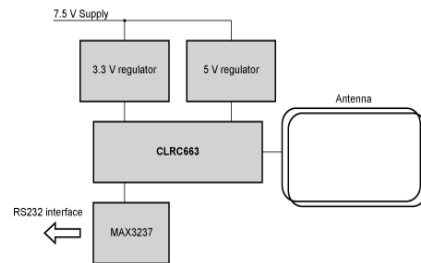 7.5 V Supply
3.3 V regulator
5 V regulator
Antenna
CLRC663
RS232 interface
MAX3237